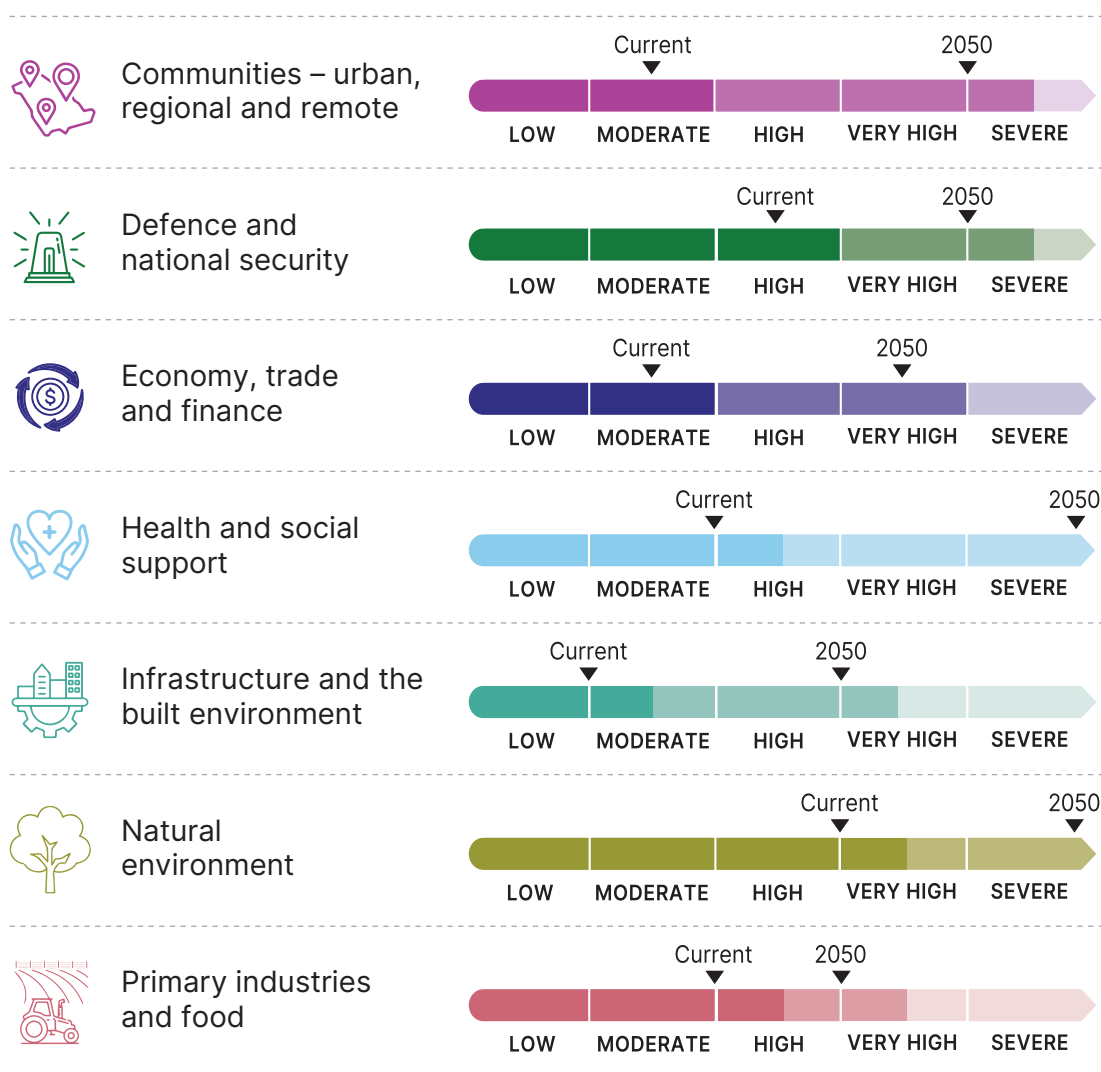 Current 2050
Communities – urban,
regional and remote
LOW MODERATE HIGH VERY HIGH SEVERE
Current 2050
Defence and
national security
LOW MODERATE HIGH VERY HIGH SEVERE
Current 2050
Economy, trade
and finance
$
LOW MODERATE HIGH VERY HIGH SEVERE
Current 2050
Health and social
support
LOW MODERATE HIGH VERY HIGH SEVERE
Current 2050
Infrastructure and the
built environment
LOW MODERATE HIGH VERY HIGH SEVERE
Current 2050
Natural
environment
LOW MODERATE HIGH VERY HIGH SEVERE
Current 2050
Primary industries
and food
LOW MODERATE HIGH VERY HIGH SEVERE